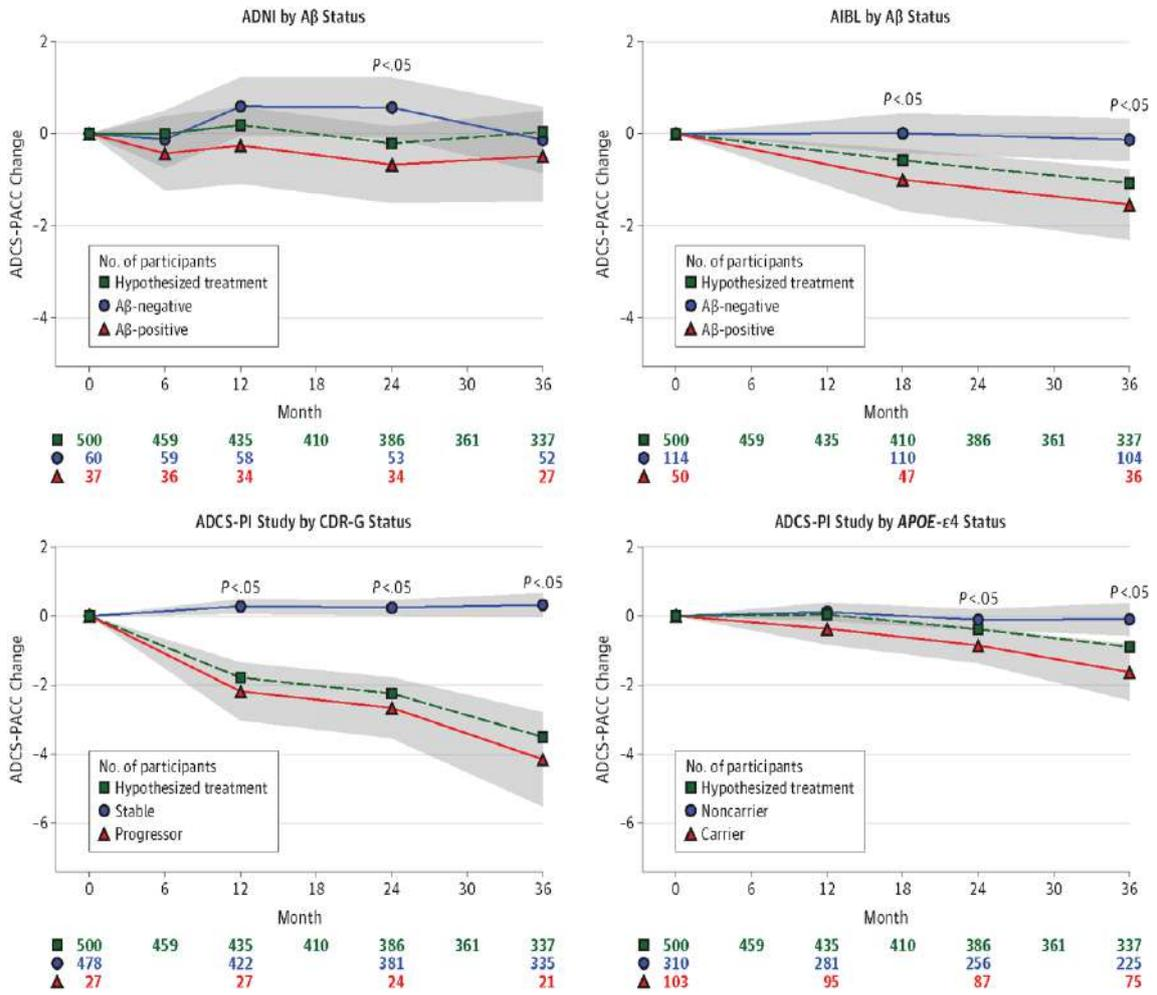 ADNI by Aβ Status
2
0
−2
−4
ADCS-PACC Change
P<.05
No. of participants
Hypothesized treatment
Aβ-negative
Aβ-positive
0 6 12 18 24 30 36
Month
500 459 435 410 386 361 337
60 59 58 53 52
37 36 34 34 27
AIBL by Aβ Status
2
0
−2
−4
ADCS-PACC Change
P<.05
P<.05
No. of participants
Hypothesized treatment
Aβ-negative
Aβ-positive
0 6 12 18 24 30 36
Month
500 459 435 410 386 361 337
114 110 104
50 47 36
ADCS-PI Study by CDR-G Status
2
0
−2
−4
−6
ADCS-PACC Change
P<.05 P<.05 P<.05
No. of participants
Hypothesized treatment
Stable
Progressor
0 6 12 18 24 30 36
Month
500 459 435 410 386 361 337
478 422 381 335
27 27 24 21
ADCS-PI Study by APOE-ε4 Status
2
0
−2
−4
−6
ADCS-PACC Change
P<.05 P<.05
No. of participants
Hypothesized treatment
Noncarrier
Carrier
0 6 12 18 24 30 36
Month
500 459 435 410 386 361 337
310 281 256 225
103 95 87 75